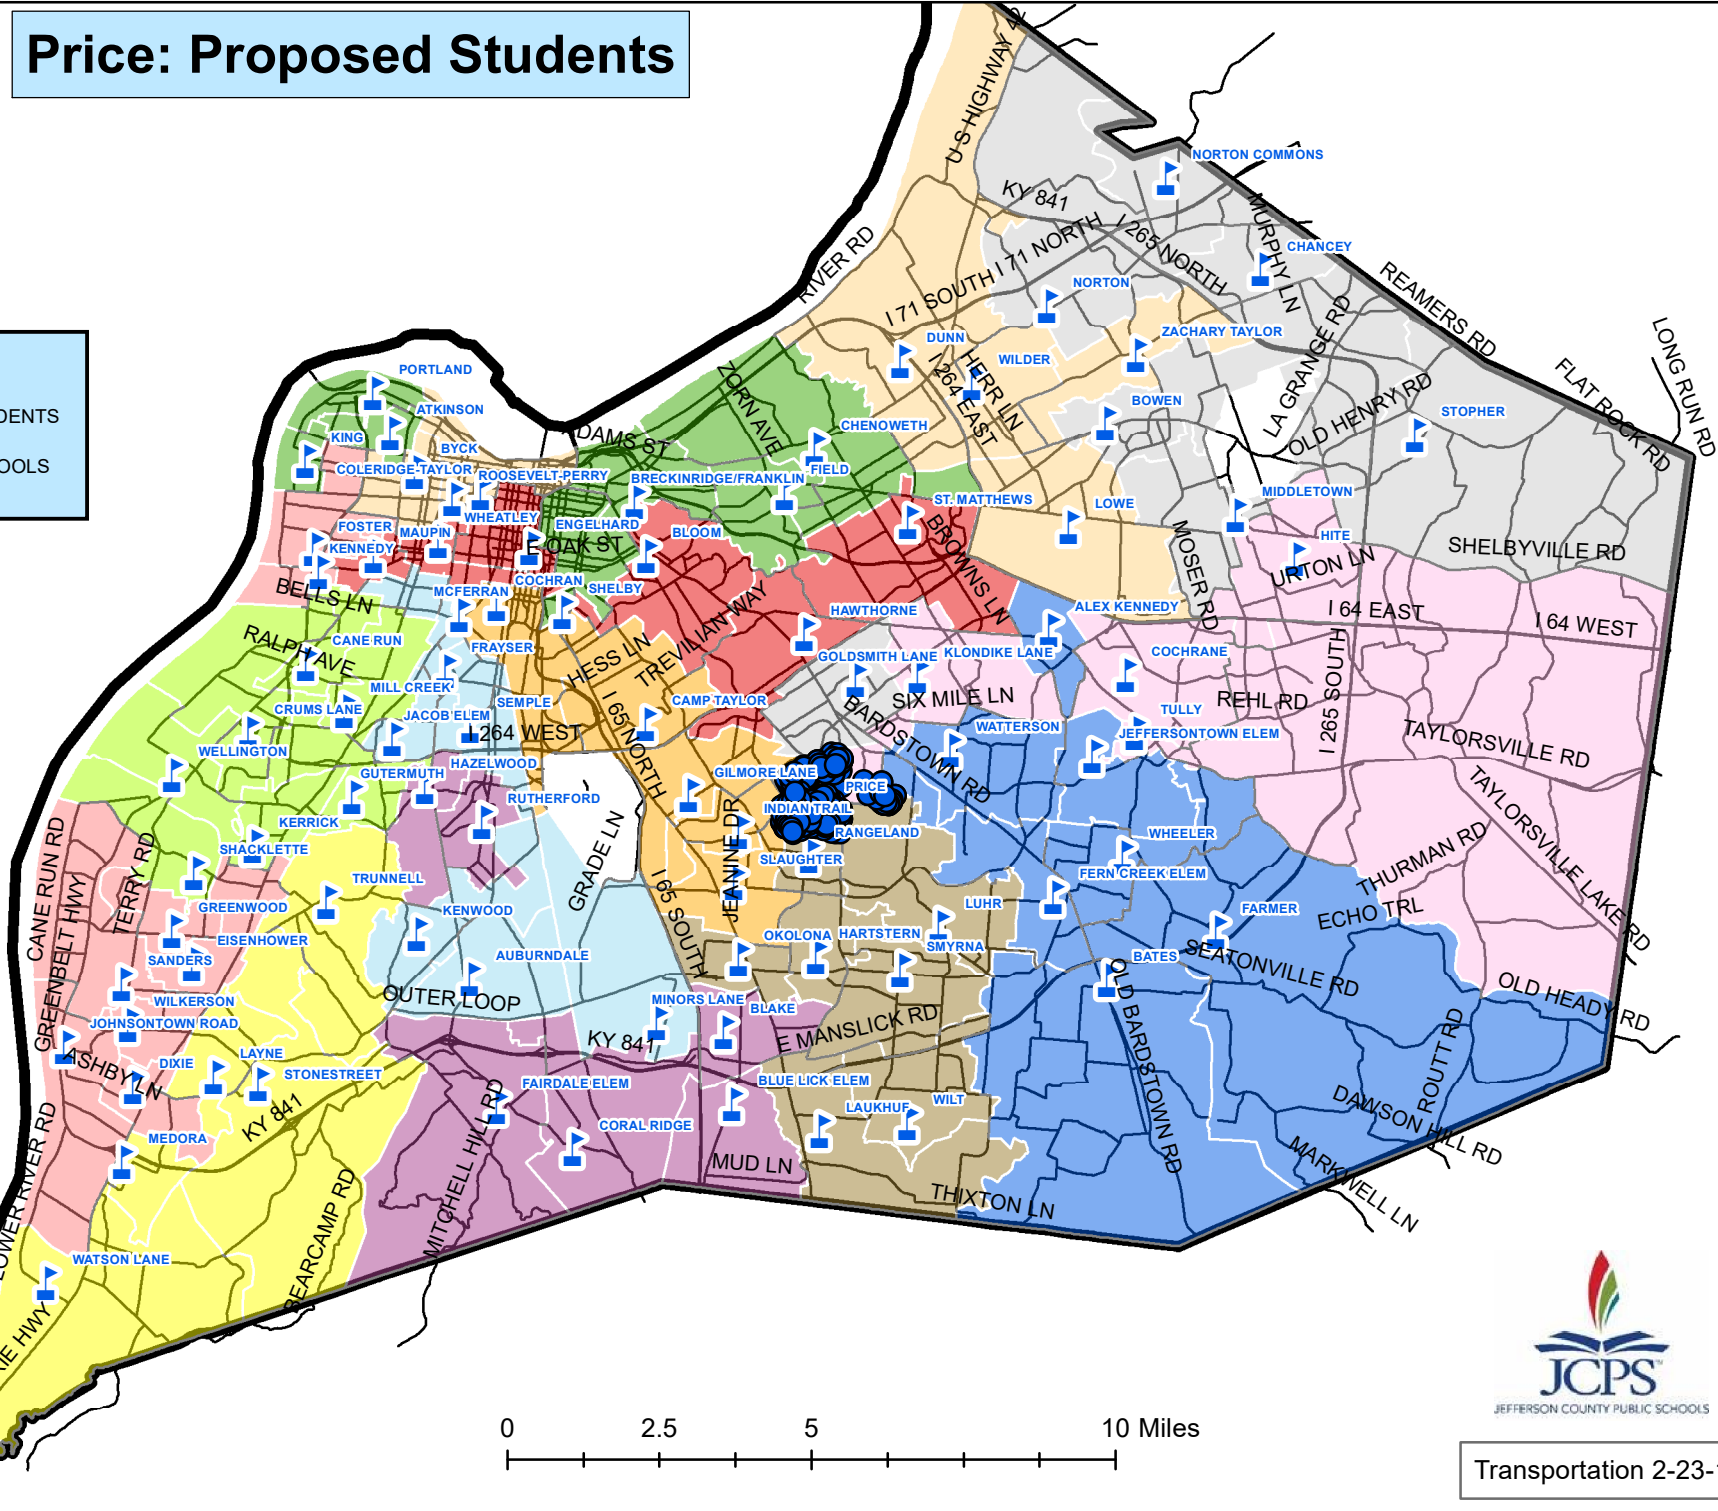 Price: Proposed Students
DENTS
OOLS
U S HIGHWAY 42
NORTON COMMONS
KY 841
MURPHY LN
I 265 NORTH
I 71 NORTH
CHANCEY
RIVER RD
REAMERS RD
I 71 SOUTH
NORTON
LONG RUN RD
ZACHARY TAYLOR
DUNN
WILDER
HERR LN
I 264 EAST
LA GRANGE RD
FLAT ROCK RD
PORTLAND
ZORN AVE
OLD HENRY RD
BOWEN
ATKINSON
STOPHER
CHENOWETH
KING
ADAMS ST
BYCK
COLERIDGE-TAYLOR
FIELD
ROOSEVELT-PERRY
BRECKINRIDGE/FRANKLIN
MIDDLETOWN
ST. MATTHEWS
LOWE
WHEATLEY
FOSTER
ENGELHARD
MAUPIN
BLOOM
HITE
E OAK ST
BROWNS LN
MOSER RD
SHELBYVILLE RD
KENNEDY
URTON LN
COCHRAN
SHELBY
BELLS LN
MCFERRAN
HAWTHORNE
ALEX KENNEDY
I 64 EAST
I 64 WEST
TREVILIAN WAY
CANE RUN
RALPH AVE
FRAYSER
HESS LN
GOLDSMITH LANE
KLONDIKE LANE
COCHRANE
MILL CREEK
SEMPLE
CAMP TAYLOR
SIX MILE LN
REHL RD
I 265 SOUTH
CRUMS LANE
JACOB ELEM
I 65 NORTH
BARDSTOWN RD
WATTERSON
TULLY
I 264 WEST
JEFFERSONTOWN ELEM
TAYLORSVILLE RD
WELLINGTON
HAZELWOOD
GUTERMUTH
GILMORE LANE
PRICE
RUTHERFORD
INDIAN TRAIL
TAYLORSVILLE LAKE RD
KERRICK
RANGELAND
WHEELER
SHACKLETTE
SLAUGHTER
THURMAN RD
CANE RUN RD
TERRY RD
GRADE LN
JEANINE DR
FERN CREEK ELEM
TRUNNELL
GREENBELT HWY
GREENWOOD
KENWOOD
I 65 SOUTH
LUHR
FARMER
ECHO TRL
EISENHOWER
OKOLONA
HARTSTERN
SMYRNA
SANDERS
AUBURNDALE
BATES
SEATONVILLE RD
OLD HEADY RD
WILKERSON
OUTER LOOP
MINORS LANE
BLAKE
JOHNSONTOWN ROAD
E MANSLICK RD
KY 841
ASHBY LN
DIXIE
LAYNE
STONESTREET
FAIRDALE ELEM
BLUE LICK ELEM
OLD BARDSTOWN RD
ROUTT RD
LAUKHUF
WILT
DAWSON HILL RD
KY 841
CORAL RIDGE
MEDORA
MITCHELL HILL RD
MUD LN
MARKWELL LN
LOWER RIVER RD
BEARCAMP RD
THIXTON LN
WATSON LANE
IE HWY
JCPS
JEFFERSON COUNTY PUBLIC SCHOOLS
0 2.5 5 10 Miles
Transportation 2-23-